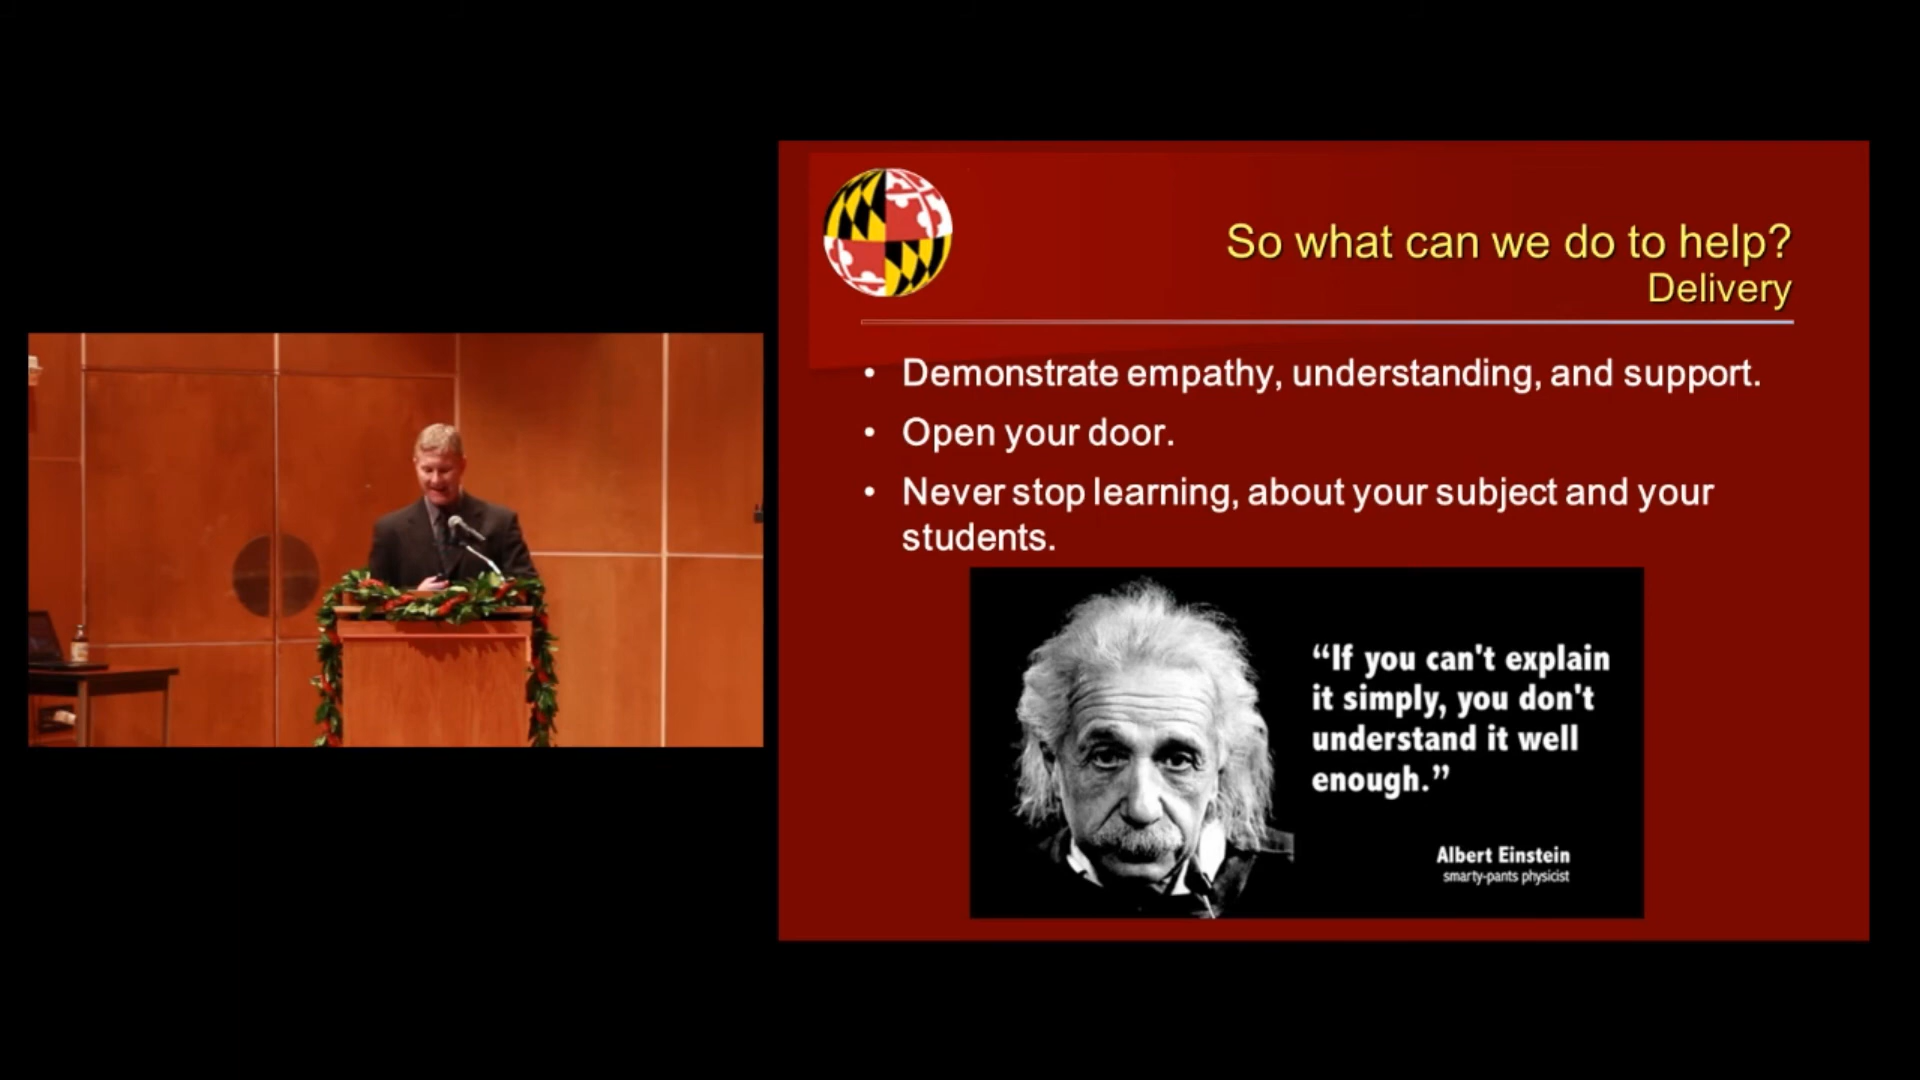 So what can we do to help?
Delivery
• Demonstrate empathy, understanding, and support.
• Open your door.
• Never stop learning, about your subject and your
students.
“If you can't explain
it simply, you don't
understand it well
enough.”
Albert Einstein
smarty-pants physicist